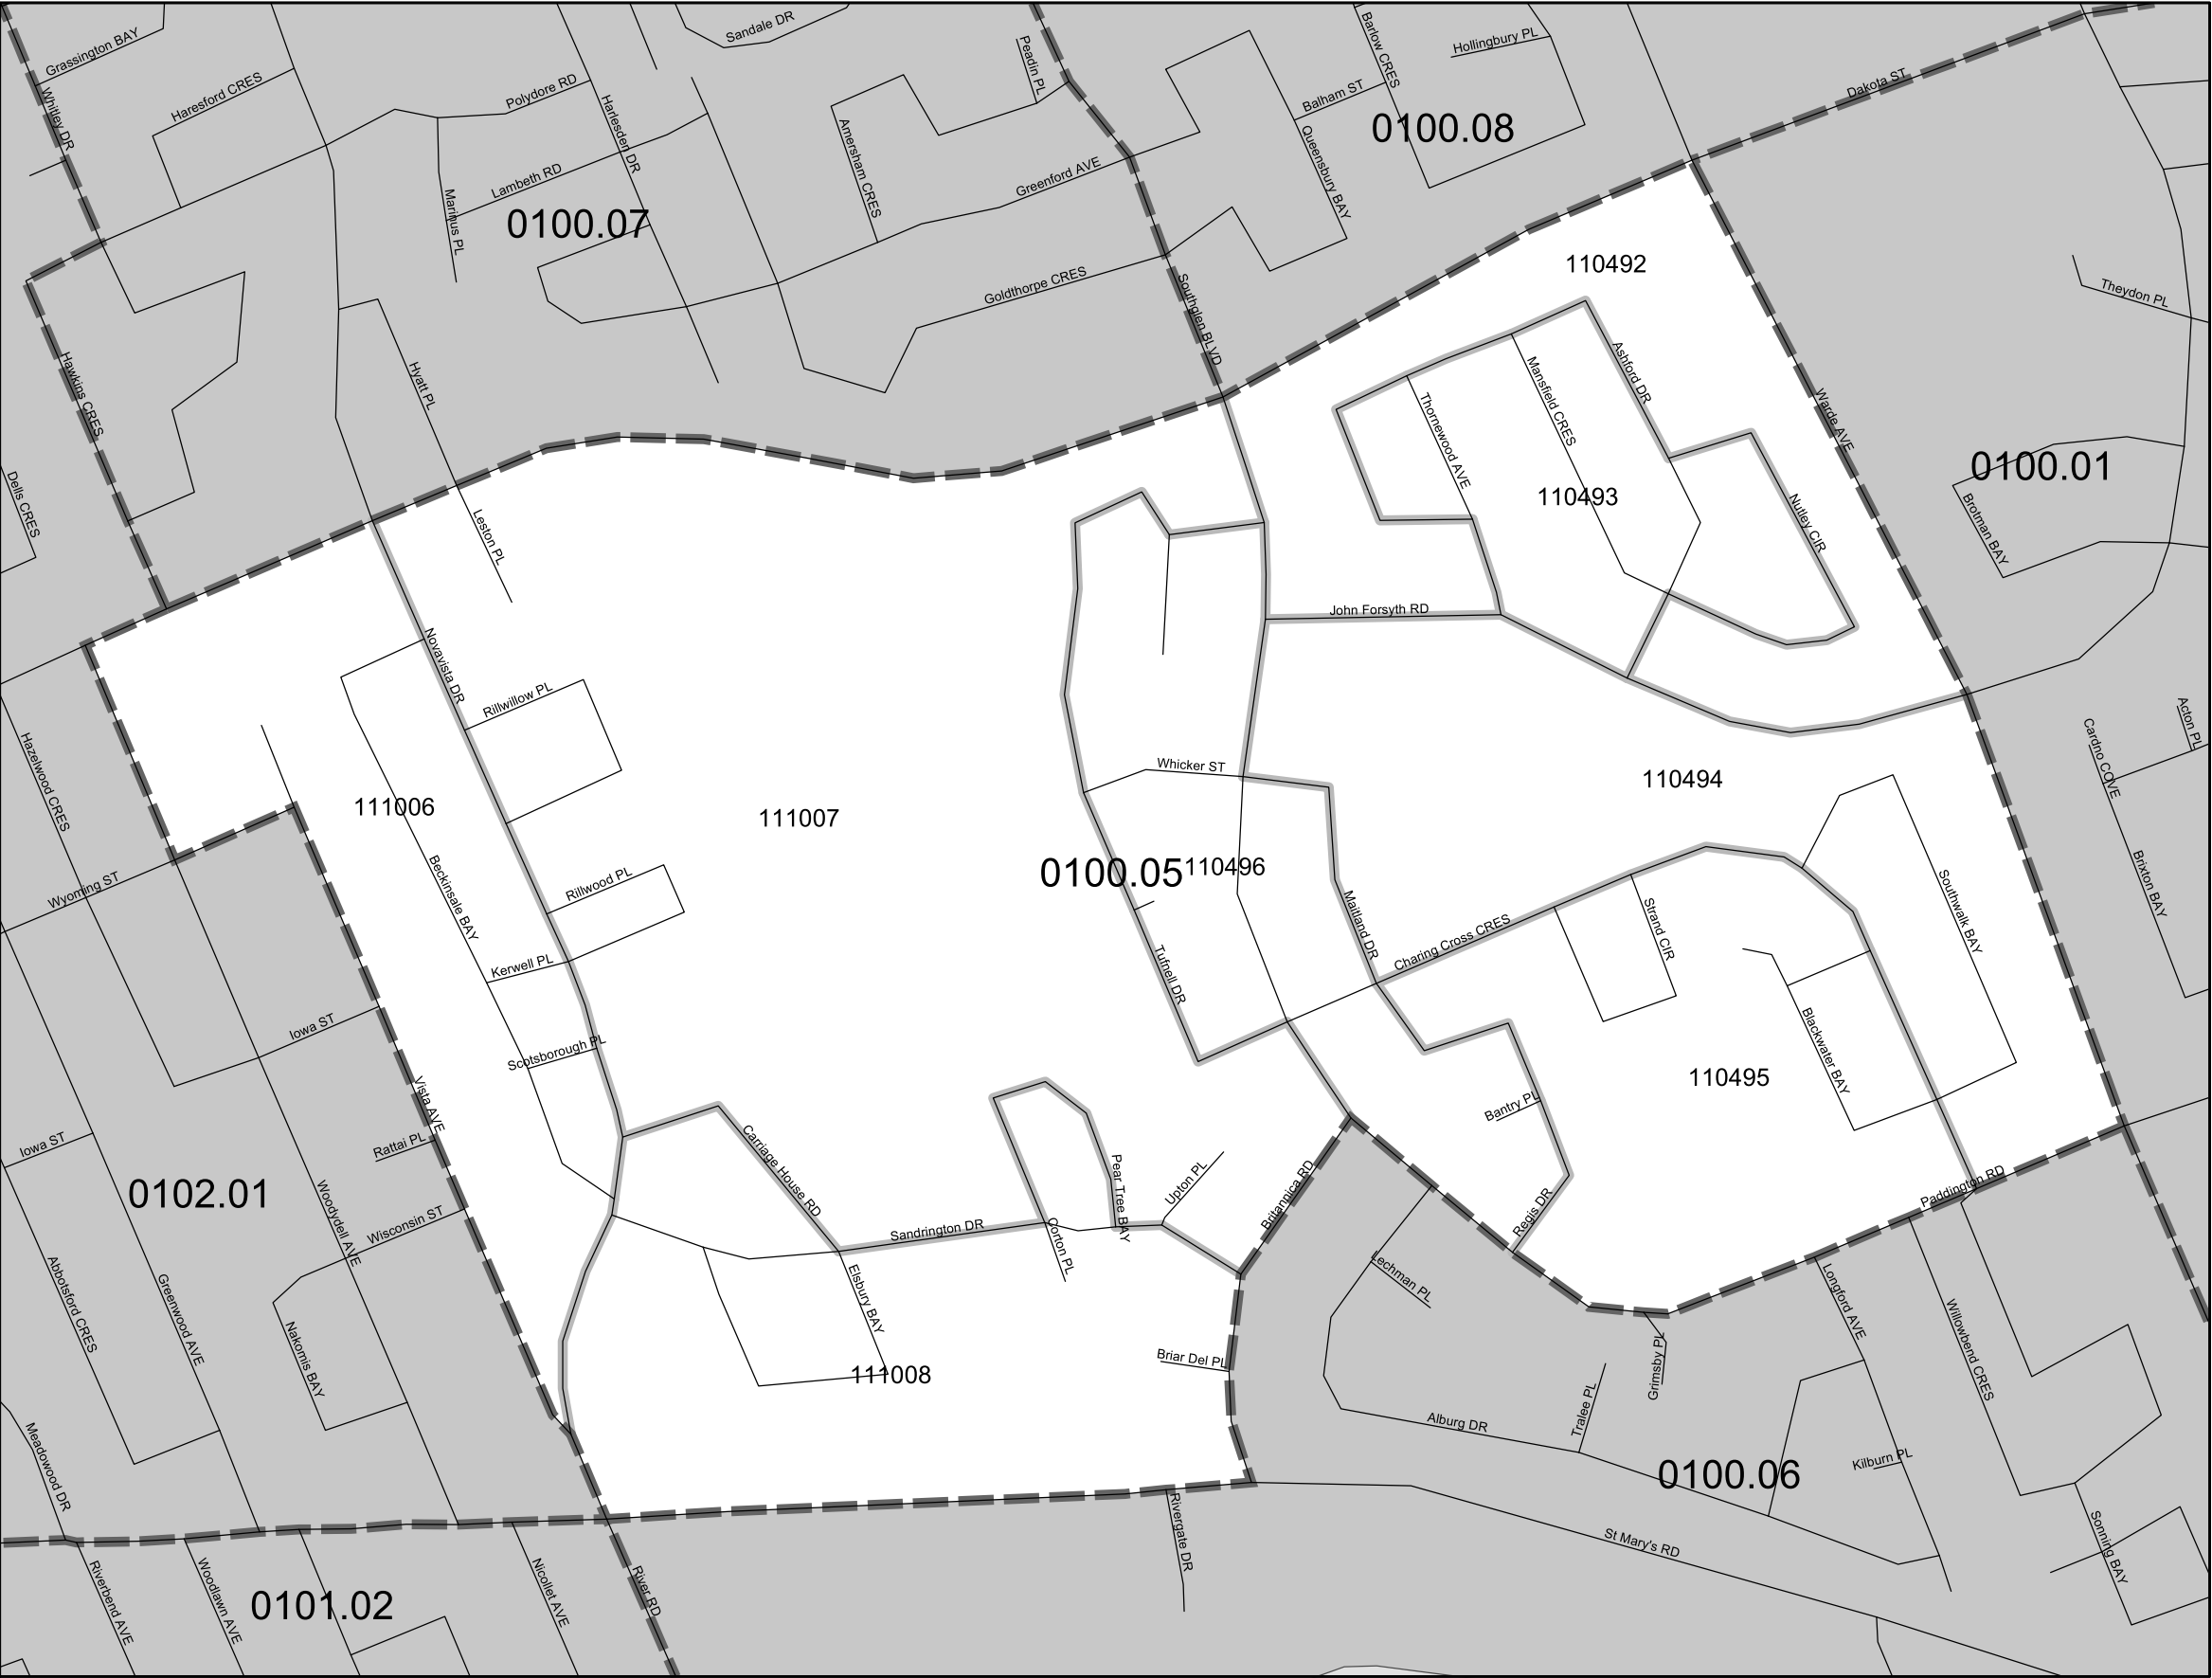 Grassington BAY
Sandale DR
Barlow CRES
Hollingbury PL
Peadin PL
Haresford CRES
Polydore RD
Dakota ST
Whitley DR
Harlesden DR
Balham ST
0100.08
Amersham CRES
Queensbury BAY
Lambeth RD
Greenford AVE
Marinus PL
0100.07
110492
Goldthorpe CRES
Southglen BLVD
Theydon PL
Hawkins CRES
Hyatt PL
Ashford DR
Mansfield CRES
Thornewood AVE
Warde AVE
0100.01
Dells CRES
110493
Nutley CIR
Brotman BAY
Leston PL
John Forsyth RD
Novavista DR
Rillwillow PL
Acton PL
Cardno COVE
Hazelwood CRES
Whicker ST
110494
111006
111007
Beckinsale BAY
Rillwood PL
0100.05
110496
Wyoming ST
Brixton BAY
Southwalk BAY
Maitland DR
Charing Cross CRES
Strand CIR
Kerwell PL
Tufnell DR
Iowa ST
Blackwater BAY
Scotsborough PL
110495
Vista AVE
Bantry PL
Iowa ST
Rattai PL
Carriage House RD
Pear Tree BAY
Upton PL
Britannica RD
Paddington RD
0102.01
Woodydell AVE
Wisconsin ST
Sandrington DR
Corton PL
Regis DR
Abbotsford CRES
Greenwood AVE
Elsbury BAY
Lechman PL
Longford AVE
Willowbend CRES
Nakomis BAY
Briar Del PL
Grimsby PL
111008
Tralee PL
Alburg DR
Meadowood DR
Kilburn PL
0100.06
Rivergate DR
St Mary's RD
Sonning BAY
Riverbend AVE
Woodlawn AVE
Nicollet AVE
River RD
0101.02